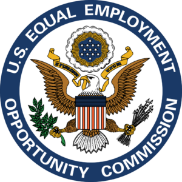 U.S. EQUAL EMPLOYMENT
OPPORTUNITY COMMISSION